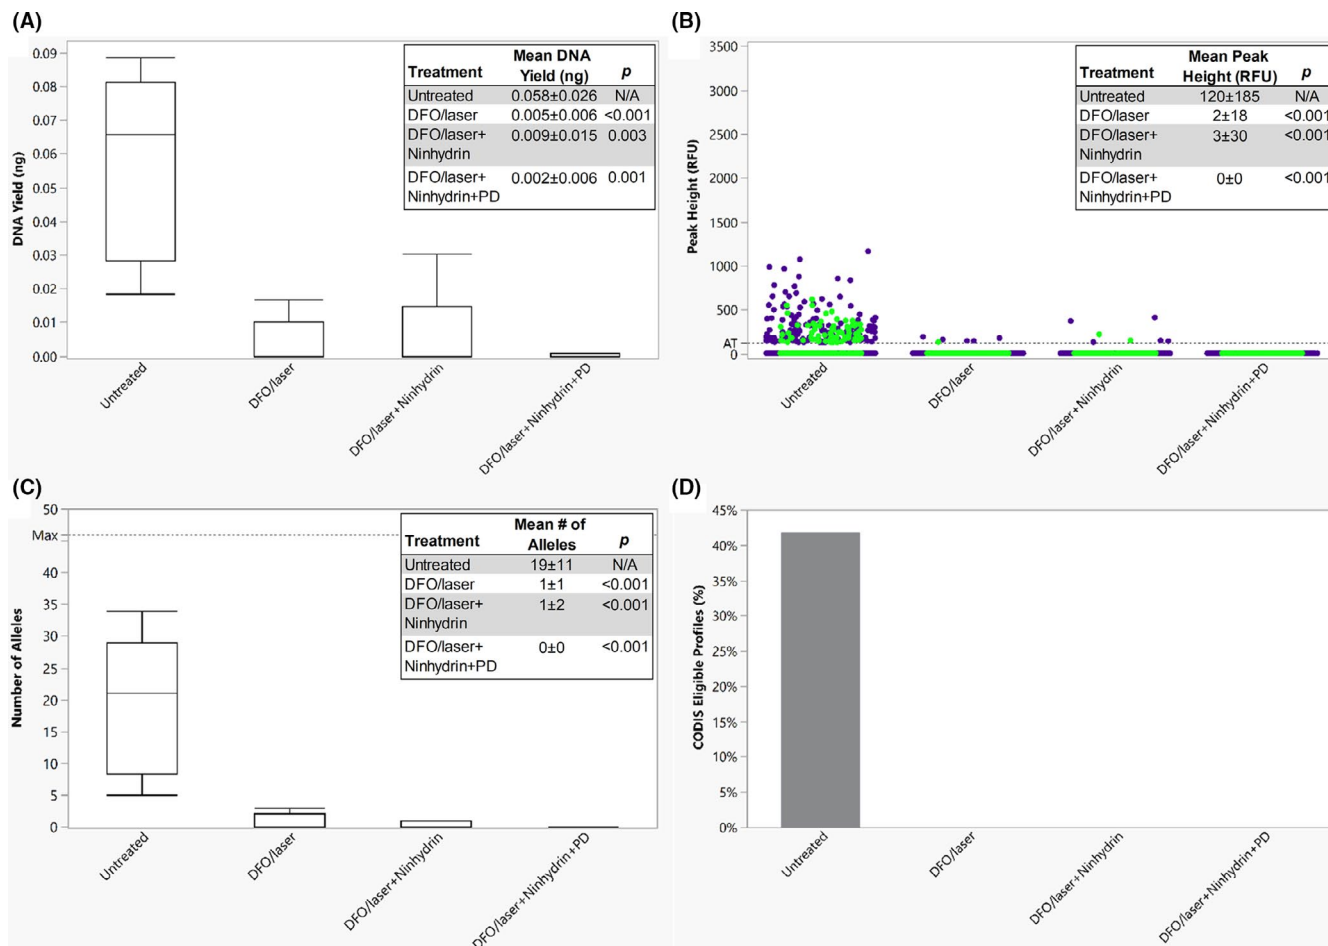 (A)
0.09
0.08
0.07
0.06
0.05
0.04
0.03
0.02
0.01
0.00
DNA Yield (ng)
Treatment Mean DNA Yield (ng) p
Untreated 0.058±0.026 N/A
DFO/laser 0.005±0.006 <0.001
DFO/laser+ 0.009±0.015 0.003
Ninhydrin
DFO/laser+ 0.002±0.006 0.001
Ninhydrin+PD
Untreated
DFO/laser
DFO/laser+Ninhydrin
DFO/laser+Ninhydrin+PD
(B)
3500
3000
2500
2000
1500
1000
500
AT
0
Peak Height (RFU)
Treatment Mean Peak Height (RFU) p
Untreated 120±185 N/A
DFO/laser 2±18 <0.001
DFO/laser+ 3±30 <0.001
Ninhydrin
DFO/laser+ 0±0 <0.001
Ninhydrin+PD
Untreated
DFO/laser
DFO/laser+Ninhydrin
DFO/laser+Ninhydrin+PD
(C)
50
Max
40
35
30
25
20
15
10
5
0
Number of Alleles
Treatment Mean # of Alleles p
Untreated 19±11 N/A
DFO/laser 1±1 <0.001
DFO/laser+ 1±2 <0.001
Ninhydrin
DFO/laser+ 0±0 <0.001
Ninhydrin+PD
Untreated
DFO/laser
DFO/laser+Ninhydrin
DFO/laser+Ninhydrin+PD
(D)
45%
40%
35%
30%
25%
20%
15%
10%
5%
0%
CODIS Eligible Profiles (%)
Untreated
DFO/laser
DFO/laser+Ninhydrin
DFO/laser+Ninhydrin+PD